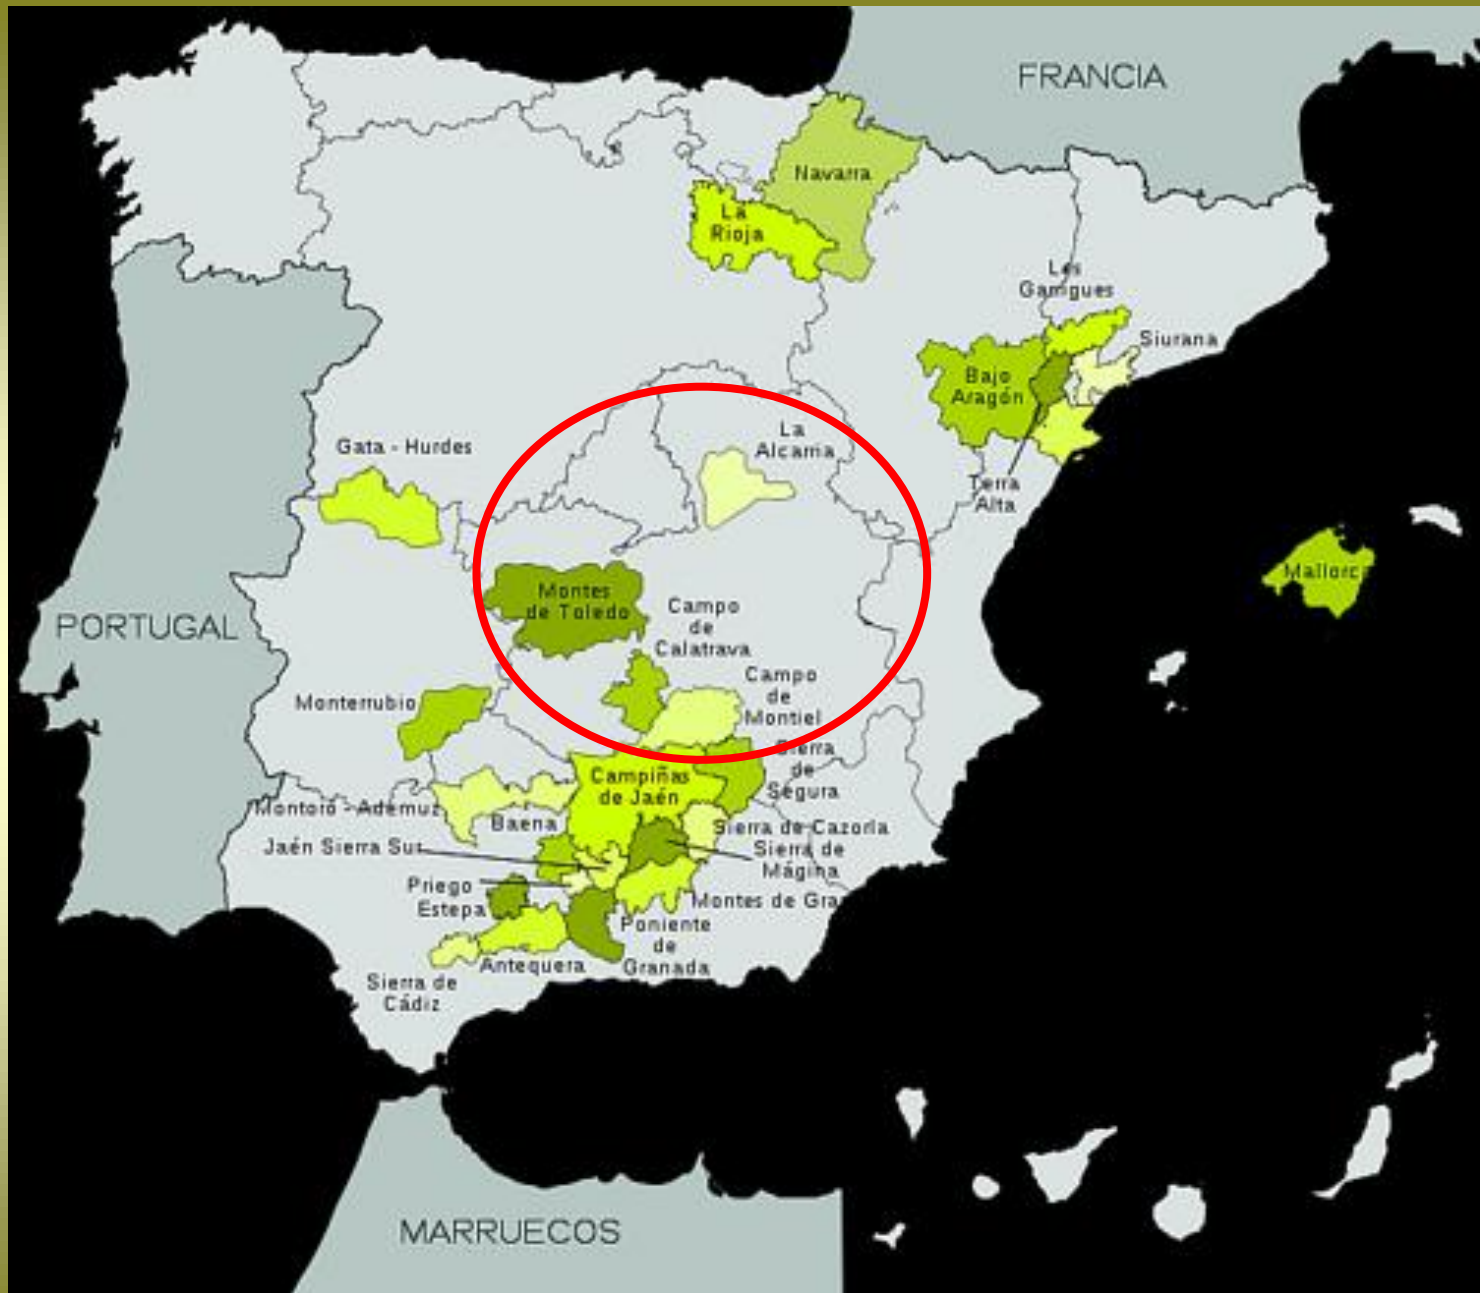 FRANCIA
Navarra
La
Rioja
Les
Garrigues
Siurana
Bajo
Aragón
La
Alcarria
Gata - Hurdes
Terra
Alta
Mallorc
Montes
de Toledo
Campo
de
Calatrava
PORTUGAL
Campo
de
Montiel
Monterrubio
Sierra
de
Segura
Campiñas
de Jaén
Montoro - Ademuz
Baena
Sierra de Cazorla
Jaén Sierra Sur
Sierra de
Mágina
Priego
Estepa
Montes de Gra
Poniente
de
Granada
Antequera
Sierra de
Cádiz
MARRUECOS